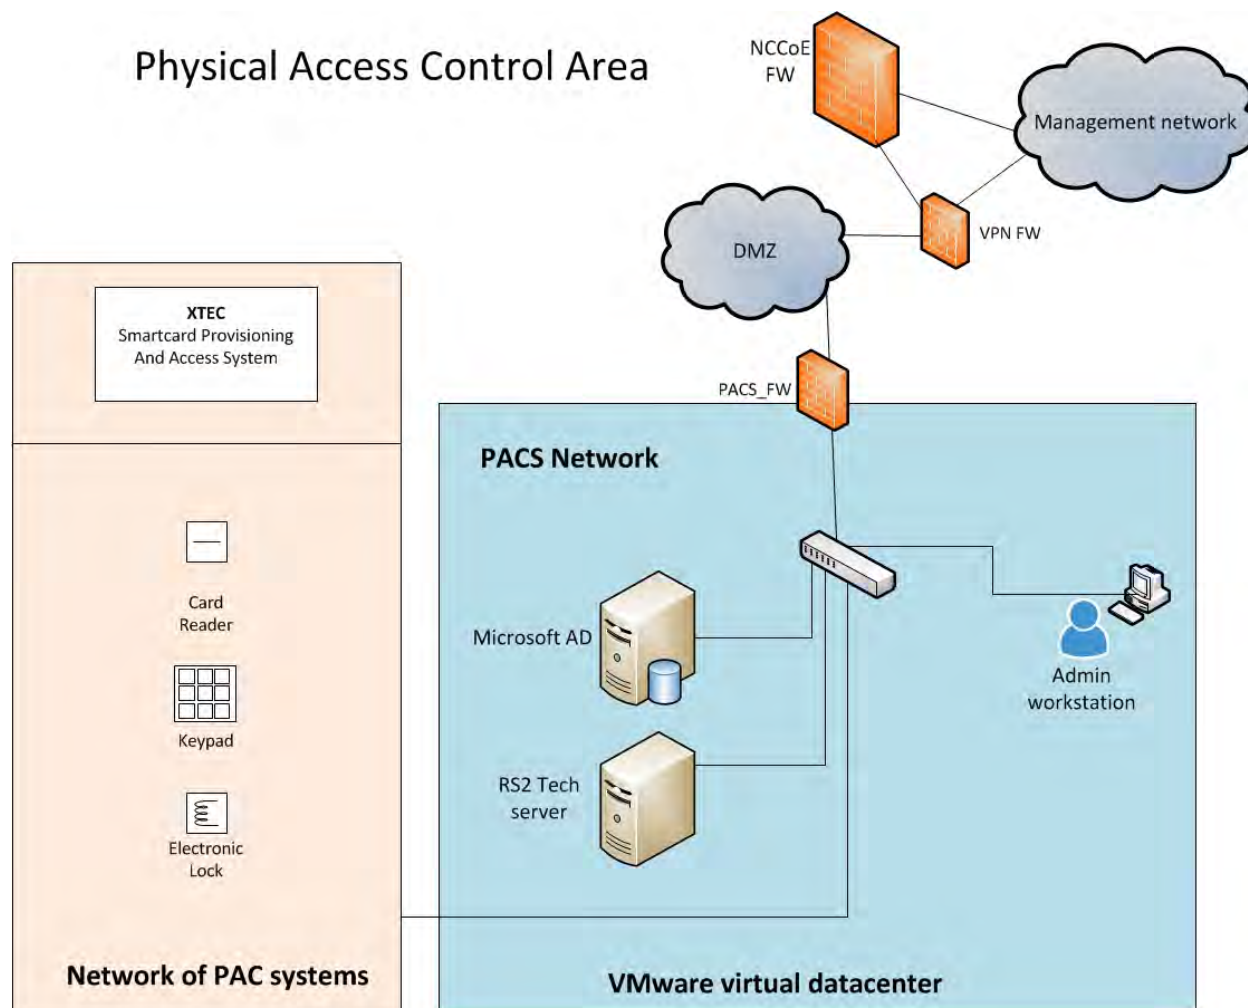 Physical Access Control Area
NCCoE
FW
Management network
VPN FW
DMZ
XTEC
Smartcard Provisioning
And Access System
PACS_FW
PACS Network
Card
Reader
Microsoft AD
Admin
workstation
Keypad
RS2 Tech
server
Electronic
Lock
Network of PAC systems
VMware virtual datacenter